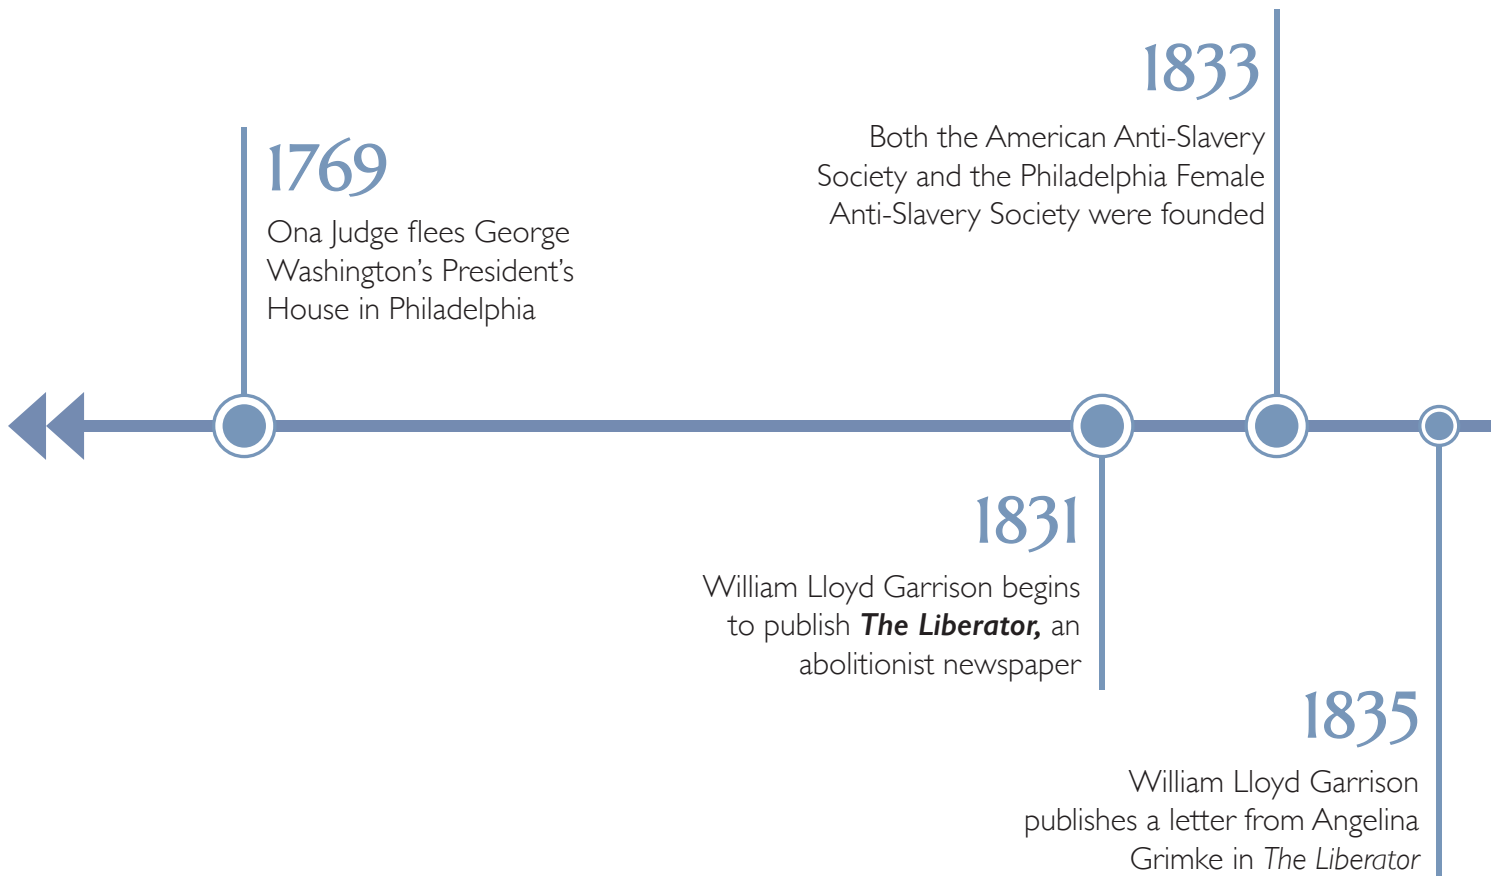 1769
Ona Judge flees George
Washington’s President’s
House in Philadelphia
1831
William Lloyd Garrison begins
to publish The Liberator, an
abolitionist newspaper
1833
Both the American Anti-Slavery
Society and the Philadelphia Female
Anti-Slavery Society were founded
1835
William Lloyd Garrison
publishes a letter from Angelina
Grimke in The Liberator